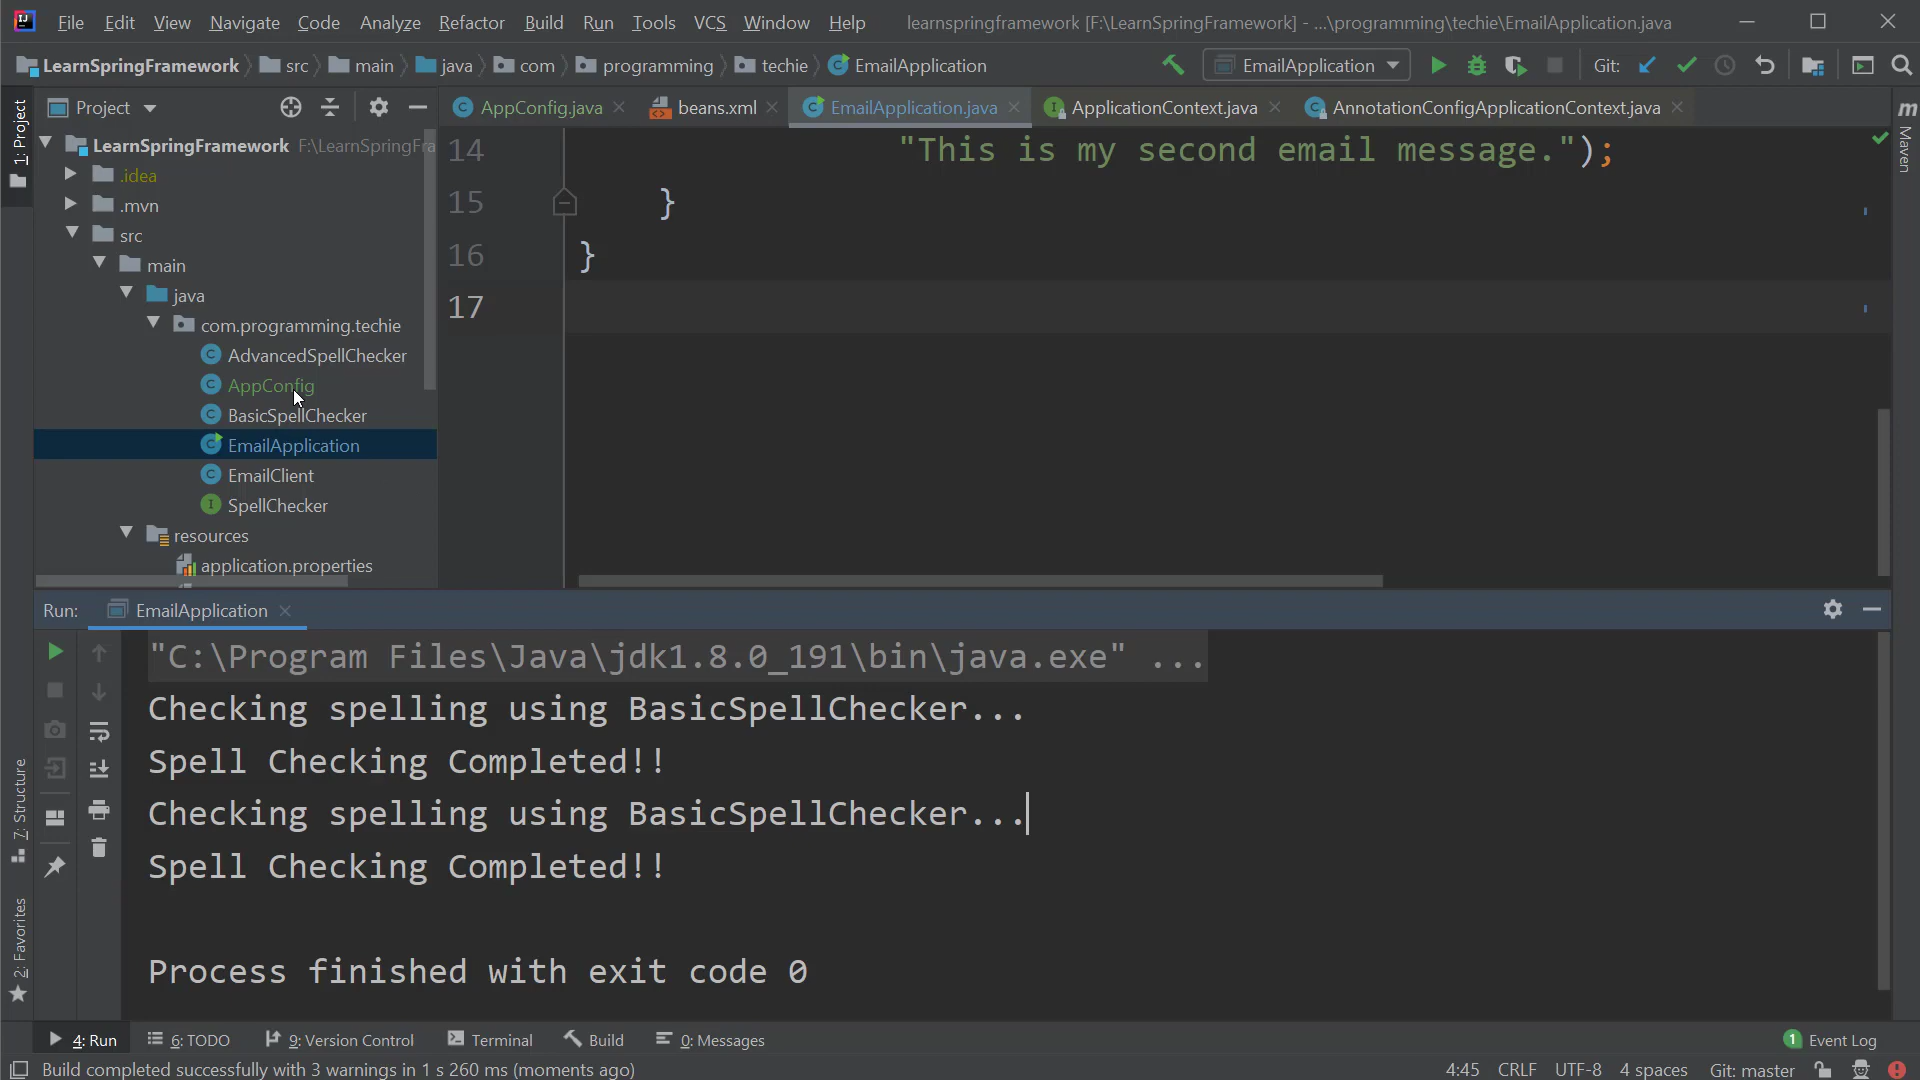 File Edit View Navigate Code Analyze Refactor Build Run Tools VCS Window Help learnspringframework [F:\LearnSpringFramework] - ...\programming\techie\EmailApplication.java
LearnSpringFramework src main java com programming techie EmailApplication EmailApplication Git:
Project AppConfig.java beans.xml EmailApplication.java ApplicationContext.java AnnotationConfigApplicationContext.java
1: Project
m Maven
LearnSpringFramework F:\LearnSpringFra
.idea
.mvn
src
main
java
com.programming.techie
AdvancedSpellChecker
AppConfig
BasicSpellChecker
EmailApplication
EmailClient
SpellChecker
resources
application.properties
14 "This is my second email message.");
15 }
16 }
17
Run: EmailApplication
"C:\Program Files\Java\jdk1.8.0_191\bin\java.exe" ...
Checking spelling using BasicSpellChecker...
Spell Checking Completed!!
Checking spelling using BasicSpellChecker...
Spell Checking Completed!!
Process finished with exit code 0
7: Structure
2: Favorites
4: Run 6: TODO 9: Version Control Terminal Build 0: Messages 1 Event Log
Build completed successfully with 3 warnings in 1 s 260 ms (moments ago) 4:45 CRLF UTF-8 4 spaces Git: master